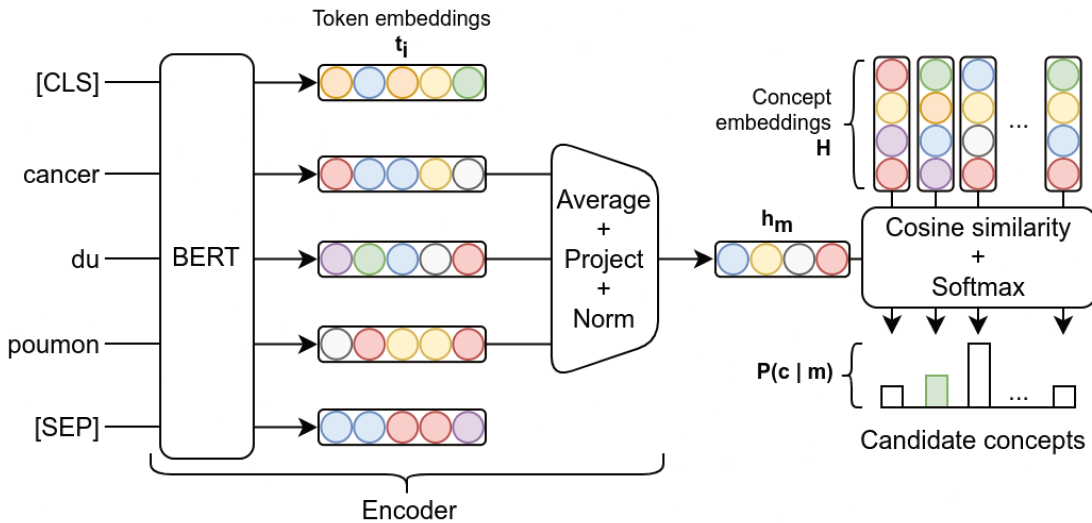 Token embeddings
t_i
[CLS]
cancer
du
poumon
[SEP]
BERT
Average
+
Project
+
Norm
Encoder
h_m
Concept
embeddings
H
...
Cosine similarity
+
Softmax
P(c | m)
...
Candidate concepts